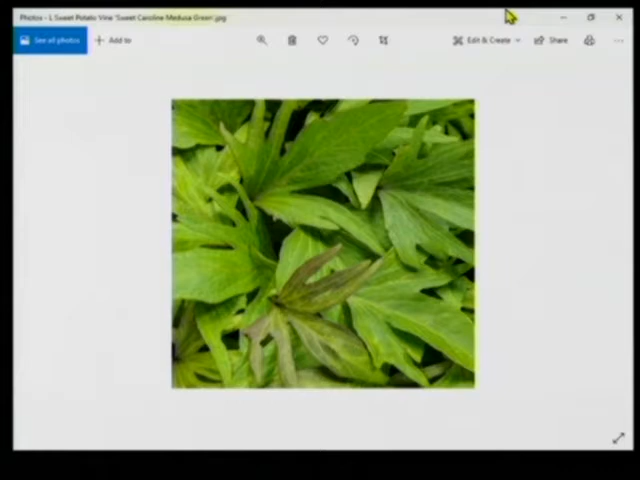 Photos - L Sweet Potato Vine 'Sweet Caroline Medusa Green'.jpg
See all photos + Add to Edit & Create Share